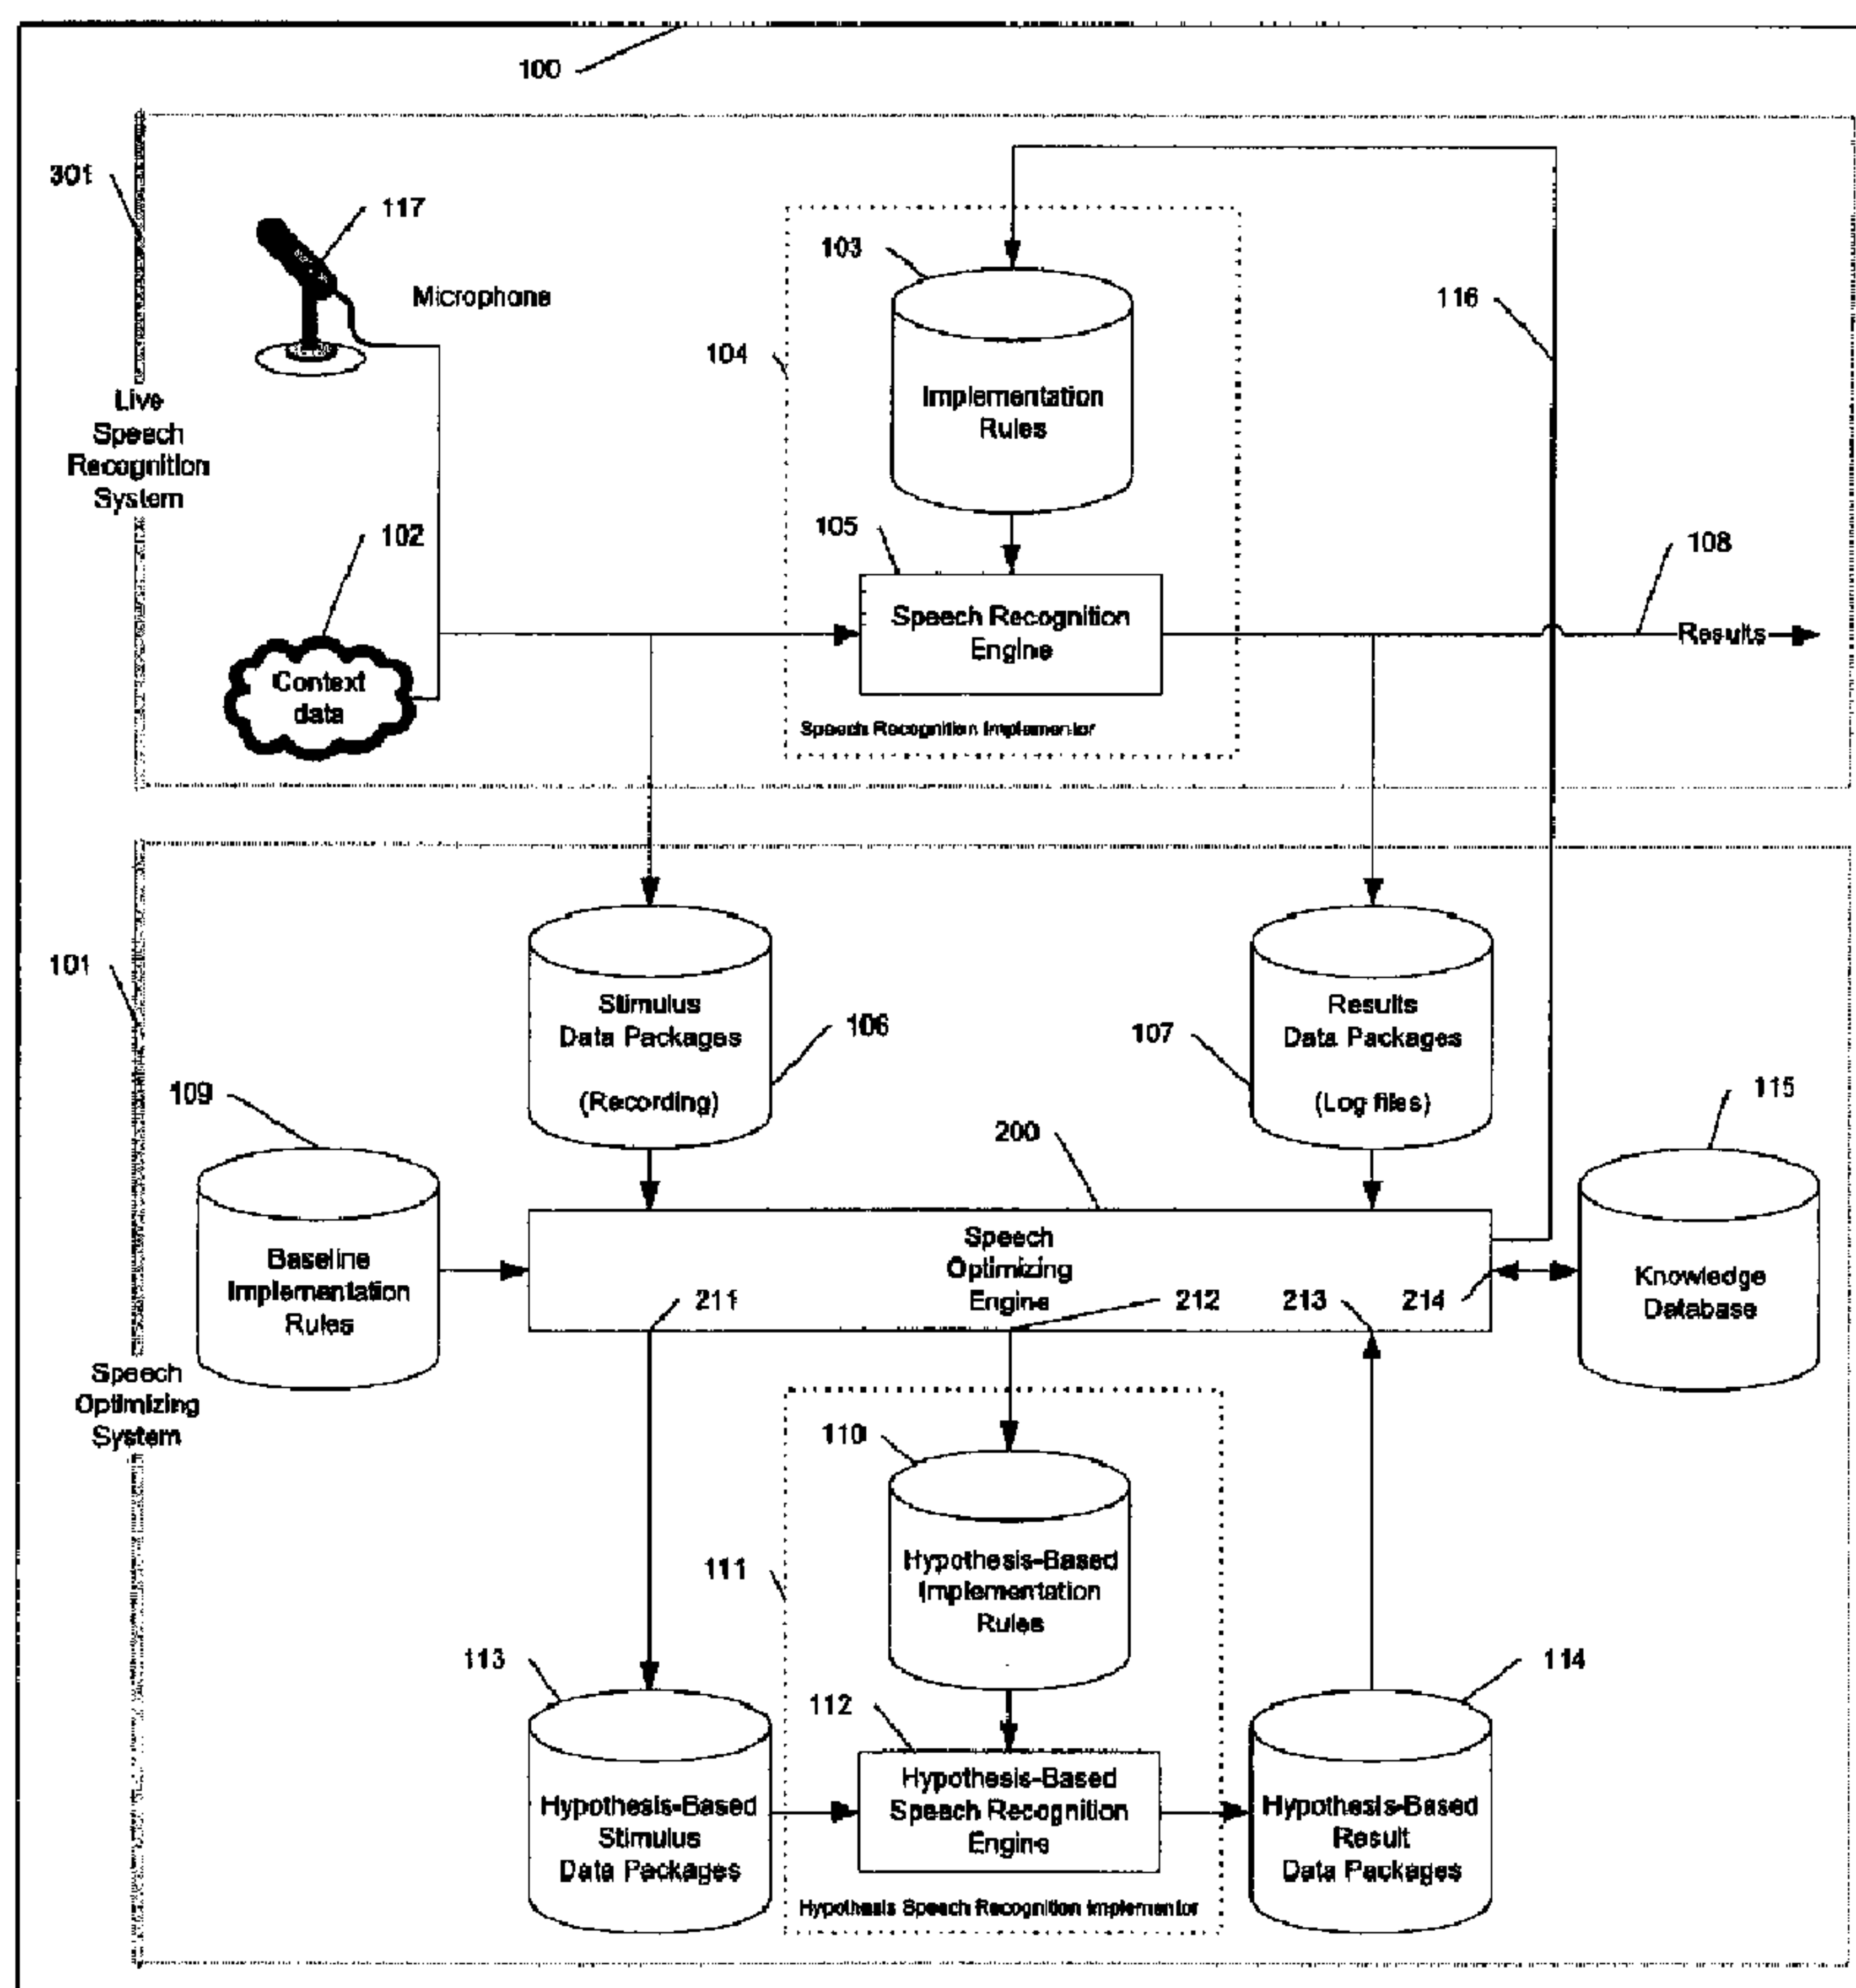 100
301
117
Microphone
103
116
104
Implementation
Rules
Live
Speech
Recognition
System
102
105
108
Speech Recognition
Engine
Results
Context
data
Speech Recognition Implementor
101
Stimulus
Data Packages
(Recording)
106
107
Results
Data Packages
(Log files)
109
200
115
Baseline
Implementation
Rules
Speech
Optimizing
Engine
211
212
213
214
Knowledge
Database
Speech
Optimizing
System
110
111
Hypothesis-Based
Implementation
Rules
113
112
114
Hypothesis-Based
Stimulus
Data Packages
Hypothesis-Based
Speech Recognition
Engine
Hypothesis-Based
Result
Data Packages
Hypothesis Speech Recognition Implementor